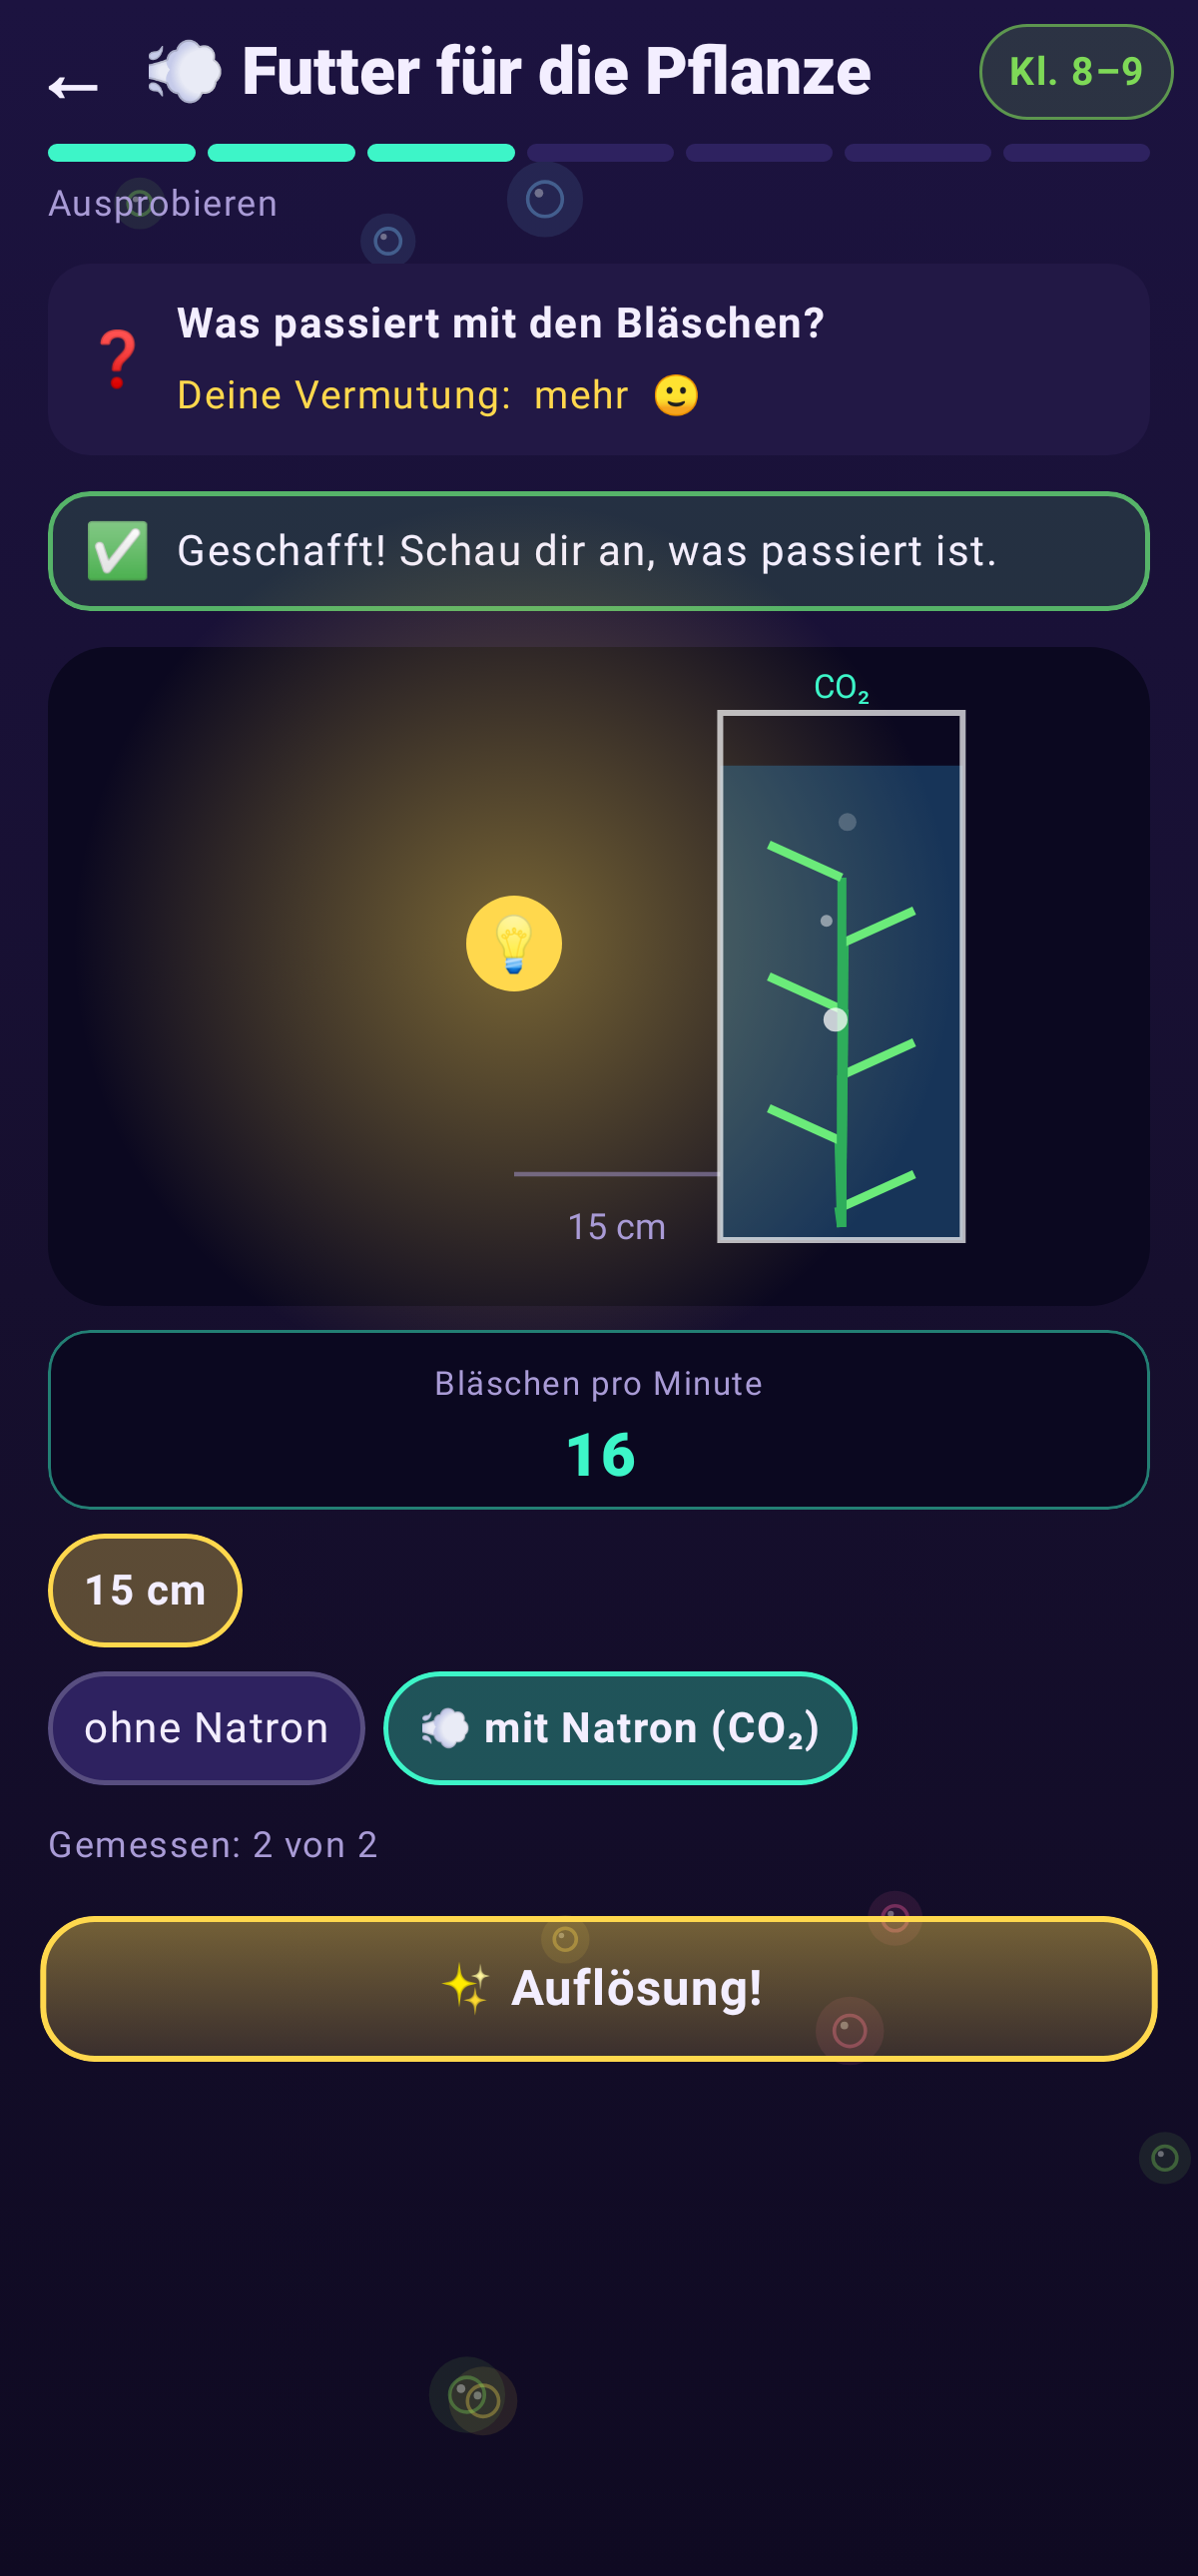 ← 💨 Futter für die Pflanze
Kl. 8–9
Ausprobieren
❓ Was passiert mit den Bläschen?
Deine Vermutung: mehr 🙂
✅ Geschafft! Schau dir an, was passiert ist.
CO₂
15 cm
Bläschen pro Minute
16
15 cm
ohne Natron
💨 mit Natron (CO₂)
Gemessen: 2 von 2
✨ Auflösung!